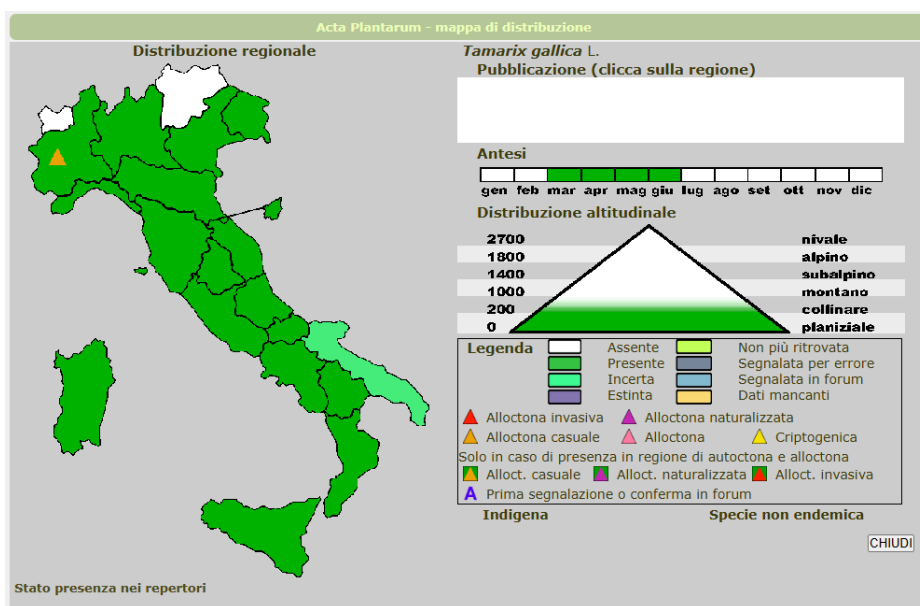 Acta Plantarum - mappa di distribuzione
Distribuzione regionale
Tamarix gallica L.
Pubblicazione (clicca sulla regione)
Antesi
gen feb mar apr mag giu lug ago set ott nov dic
Distribuzione altitudinale
2700 nivale
1800 alpino
1400 subalpino
1000 montano
200 collinare
0 planiziale
Legenda Assente Non più ritrovata
Presente Segnalata per errore
Incerta Segnalata in forum
Estinta Dati mancanti
Alloctona invasiva Alloctona naturalizzata
Alloctona casuale Alloctona Criptogenica
Solo in caso di presenza in regione di autoctona e alloctona
Alloct. casuale Alloct. naturalizzata Alloct. invasiva
A Prima segnalazione o conferma in forum
Indigena Specie non endemica
CHIUDI
Stato presenza nei repertori